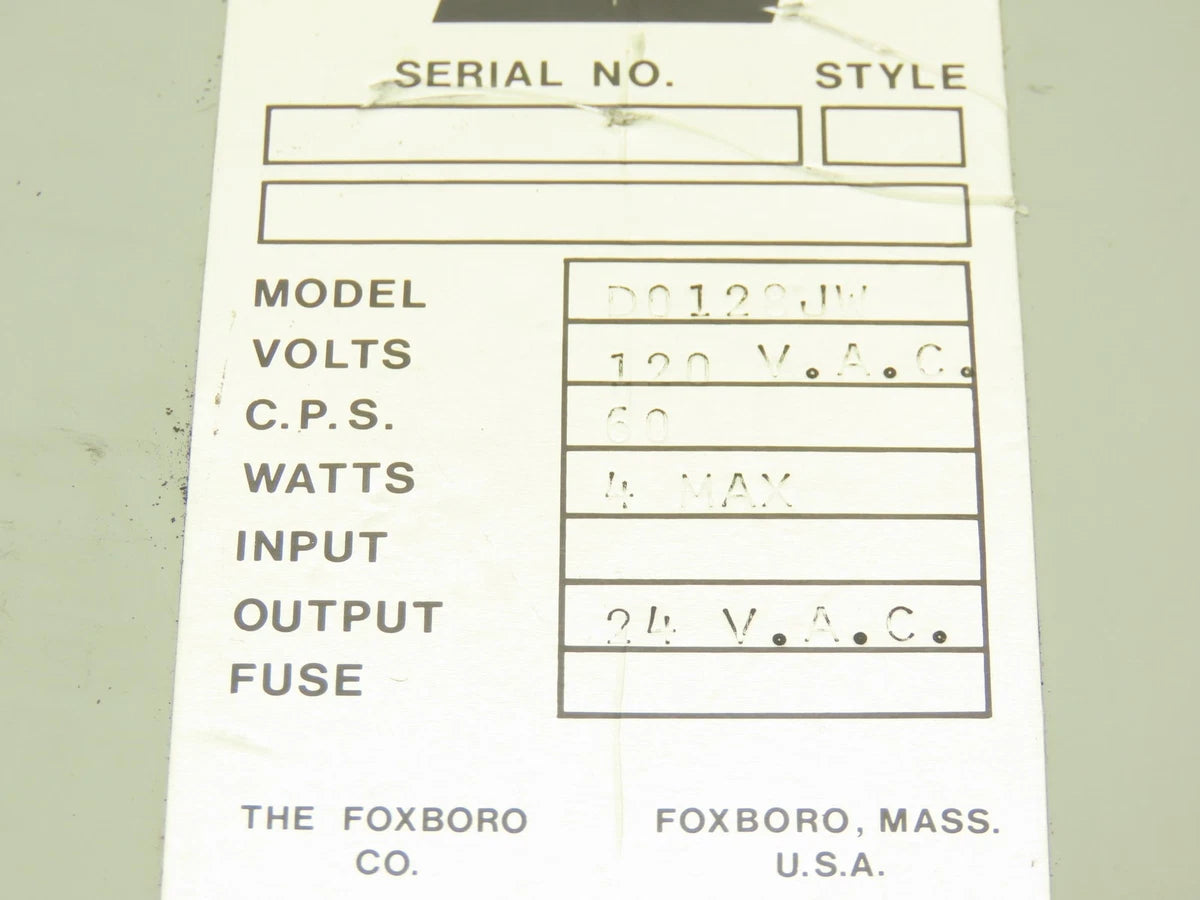 SERIAL NO. STYLE
MODEL D0128JW
VOLTS 120 V.A.C.
C.P.S. 60
WATTS 4 MAX
INPUT
OUTPUT 24 V.A.C.
FUSE
THE FOXBORO CO.
FOXBORO, MASS. U.S.A.